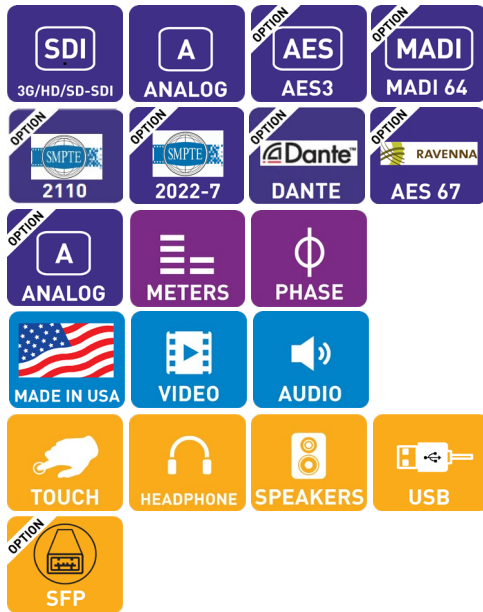 SDI
3G/HD/SD-SDI
A
ANALOG
OPTION
AES
AES3
OPTION
MADI
MADI 64
OPTION
SMPTE
2110
OPTION
SMPTE
2022-7
OPTION
Dante™
DANTE
OPTION
RAVENNA
AES 67
OPTION
A
ANALOG
METERS
PHASE
MADE IN USA
VIDEO
AUDIO
TOUCH
HEADPHONE
SPEAKERS
USB
OPTION
SFP